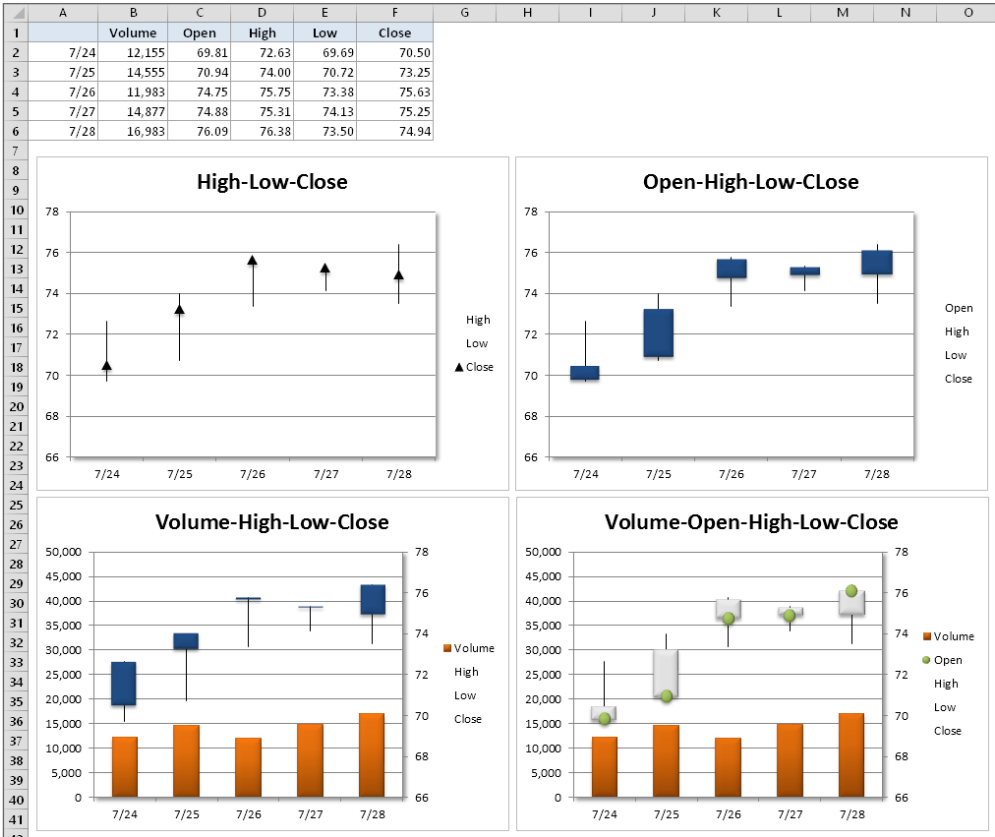 A B C D E F G H I J K L M N O
1 Volume Open High Low Close
2 7/24 12,155 69.81 72.63 69.69 70.50
3 7/25 14,555 70.94 74.00 70.72 73.25
4 7/26 11,983 74.75 75.75 73.38 75.63
5 7/27 14,877 74.88 75.31 74.13 75.25
6 7/28 16,983 76.09 76.38 73.50 74.94
7
8
9
10
11
12
13
14
15
16
17
18
19
20
21
22
23
24
25
26
27
28
29
30
31
32
33
34
35
36
37
38
39
40
41
High-Low-Close
78
76
74
72
70
68
66
7/24 7/25 7/26 7/27 7/28
High
Low
Close
Open-High-Low-CLose
78
76
74
72
70
68
66
7/24 7/25 7/26 7/27 7/28
Open
High
Low
Close
Volume-High-Low-Close
50,000
45,000
40,000
35,000
30,000
25,000
20,000
15,000
10,000
5,000
0
78
76
74
72
70
68
66
7/24 7/25 7/26 7/27 7/28
Volume
High
Low
Close
Volume-Open-High-Low-Close
50,000
45,000
40,000
35,000
30,000
25,000
20,000
15,000
10,000
5,000
0
78
76
74
72
70
68
66
7/24 7/25 7/26 7/27 7/28
Volume
Open
High
Low
Close